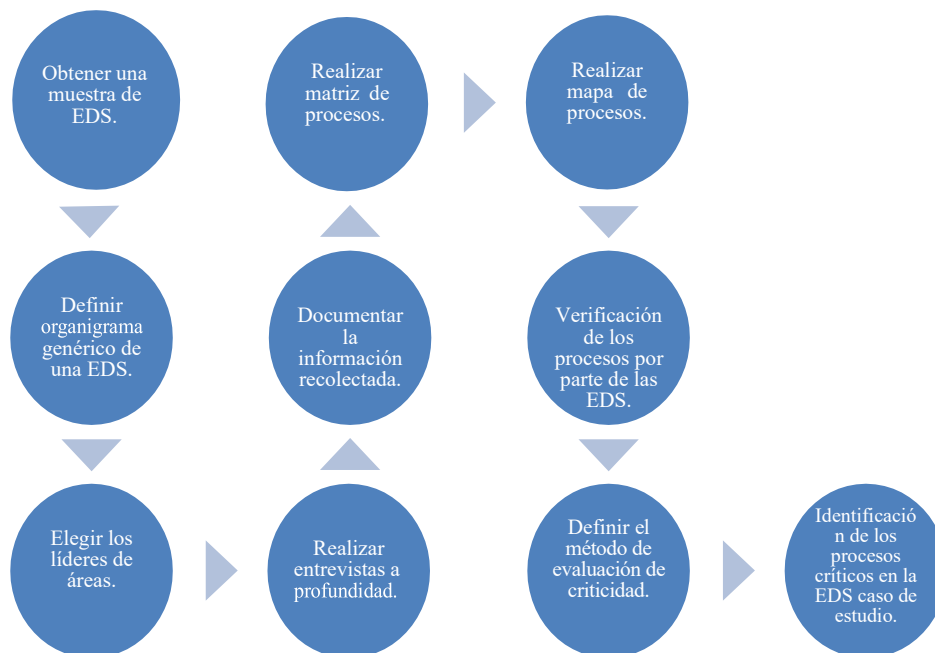 Obtener una
muestra de
EDS.
Definir
organigrama
genérico de
una EDS.
Elegir los
líderes de
áreas.
Realizar
entrevistas a
profundidad.
Documentar
la
información
recolectada.
Realizar
matriz de
procesos.
Realizar
mapa de
procesos.
Verificación
de los
procesos por
parte de las
EDS.
Definir el
método de
evaluación de
criticidad.
Identificació
n de los
procesos
críticos en la
EDS caso de
estudio.